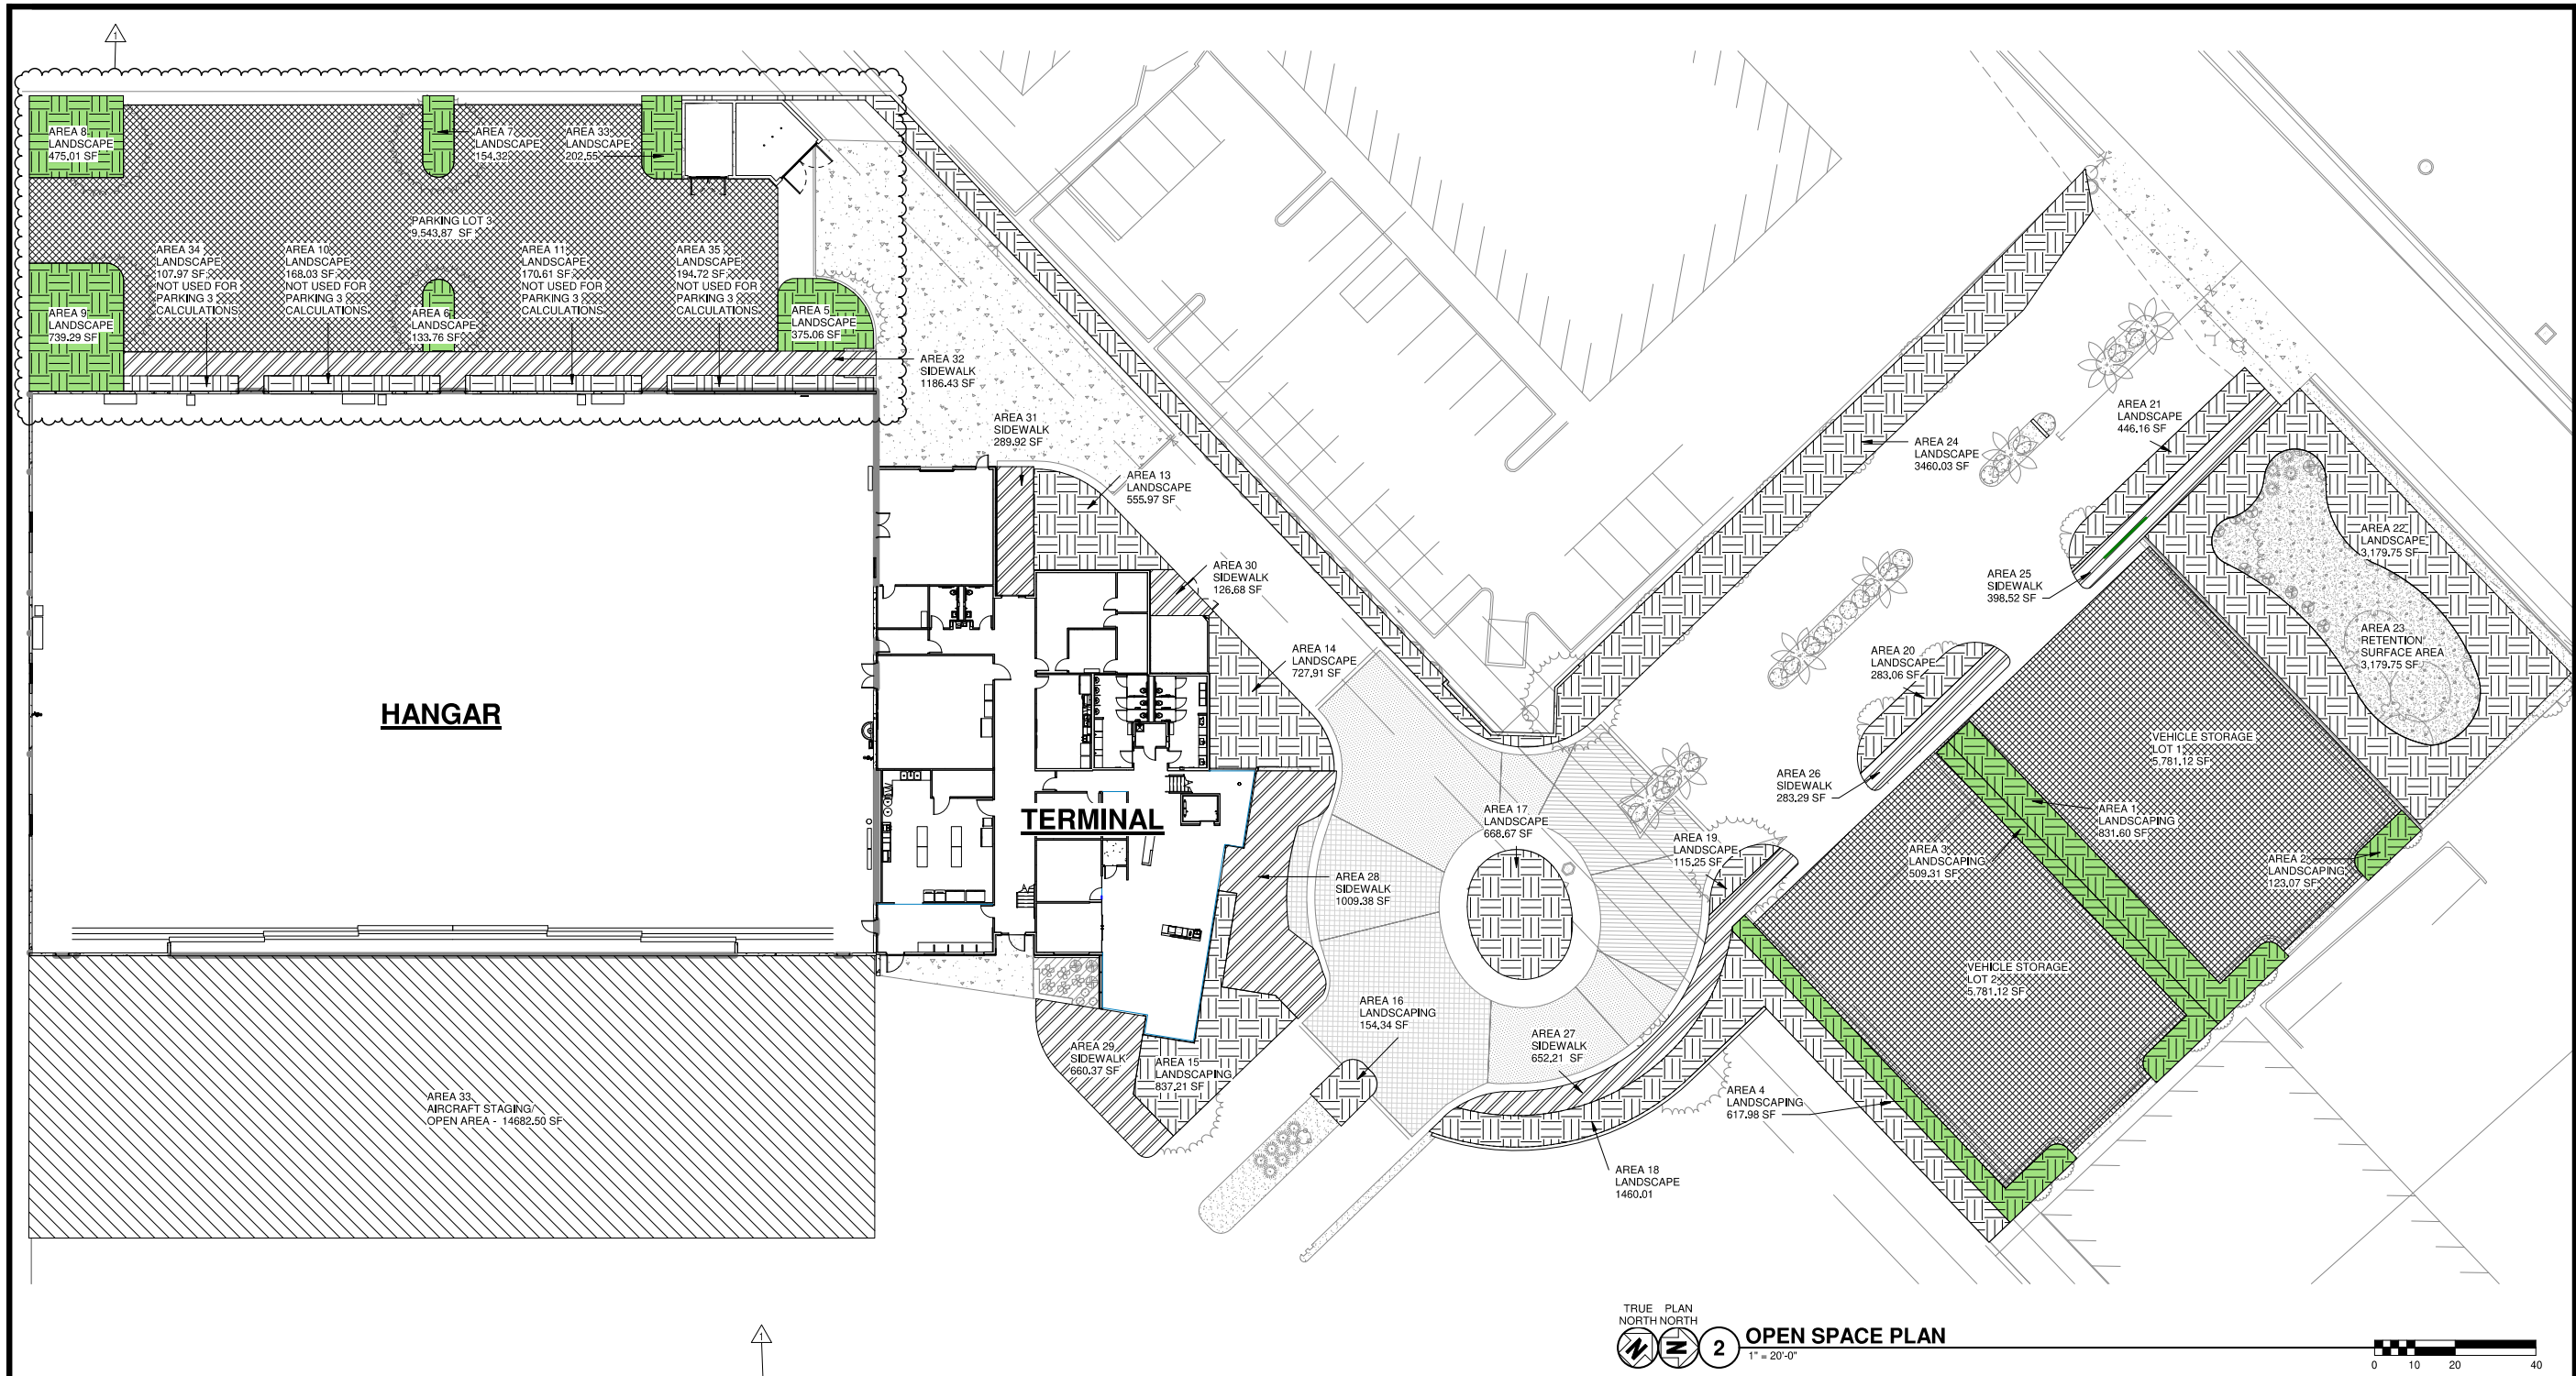 1
AREA 8
LANDSCAPE
475.01 SF
AREA 7
LANDSCAPE
154.32
AREA 33
LANDSCAPE
202.55
PARKING LOT 3
9,543.87 SF
AREA 34
LANDSCAPE
107.97 SF
NOT USED FOR
PARKING 3
CALCULATIONS
AREA 10
LANDSCAPE
168.03 SF
NOT USED FOR
PARKING 3
CALCULATIONS
AREA 11
LANDSCAPE
170.61 SF
NOT USED FOR
PARKING 3
CALCULATIONS
AREA 35
LANDSCAPE
194.72 SF
NOT USED FOR
PARKING 3
CALCULATIONS
AREA 9
LANDSCAPE
739.29 SF
AREA 6
LANDSCAPE
133.76 SF
AREA 5
LANDSCAPE
375.06 SF
AREA 32
SIDEWALK
1186.43 SF
AREA 31
SIDEWALK
289.92 SF
AREA 13
LANDSCAPE
555.97 SF
AREA 30
SIDEWALK
126.68 SF
AREA 14
LANDSCAPE
727.91 SF
AREA 24
LANDSCAPE
3460.03 SF
AREA 21
LANDSCAPE
446.16 SF
E
AREA 22
LANDSCAPE
3,179.75 SF
AREA 25
SIDEWALK
398.52 SF
AREA 23
RETENTION
SURFACE AREA
3,179.75 SF
AREA 20
LANDSCAPE
283.06 SF
AREA 26
SIDEWALK
283.29 SF
VEHICLE STORAGE
LOT 1
5,781.12 SF
HANGAR
TERMINAL
AREA 17
LANDSCAPE
668.67 SF
AREA 19
LANDSCAPE
115.25 SF
AREA 1
LANDSCAPING
831.60 SF
AREA 3
LANDSCAPING
509.31 SF
AREA 2
LANDSCAPING
123.07 SF
AREA 28
SIDEWALK
1009.38 SF
VEHICLE STORAGE
LOT 2
5,781.12 SF
AREA 16
LANDSCAPING
154.34 SF
AREA 27
SIDEWALK
652.21 SF
AREA 29
SIDEWALK
660.37 SF
AREA 15
LANDSCAPING
837.21 SF
AREA 4
LANDSCAPING
617.98 SF
AREA 33
AIRCRAFT STAGING/
OPEN AREA - 14682.50 SF
AREA 18
LANDSCAPE
1460.01
1
TRUE NORTH
PLAN NORTH
N
N
2
OPEN SPACE PLAN
1" = 20'-0"
0 10 20 40